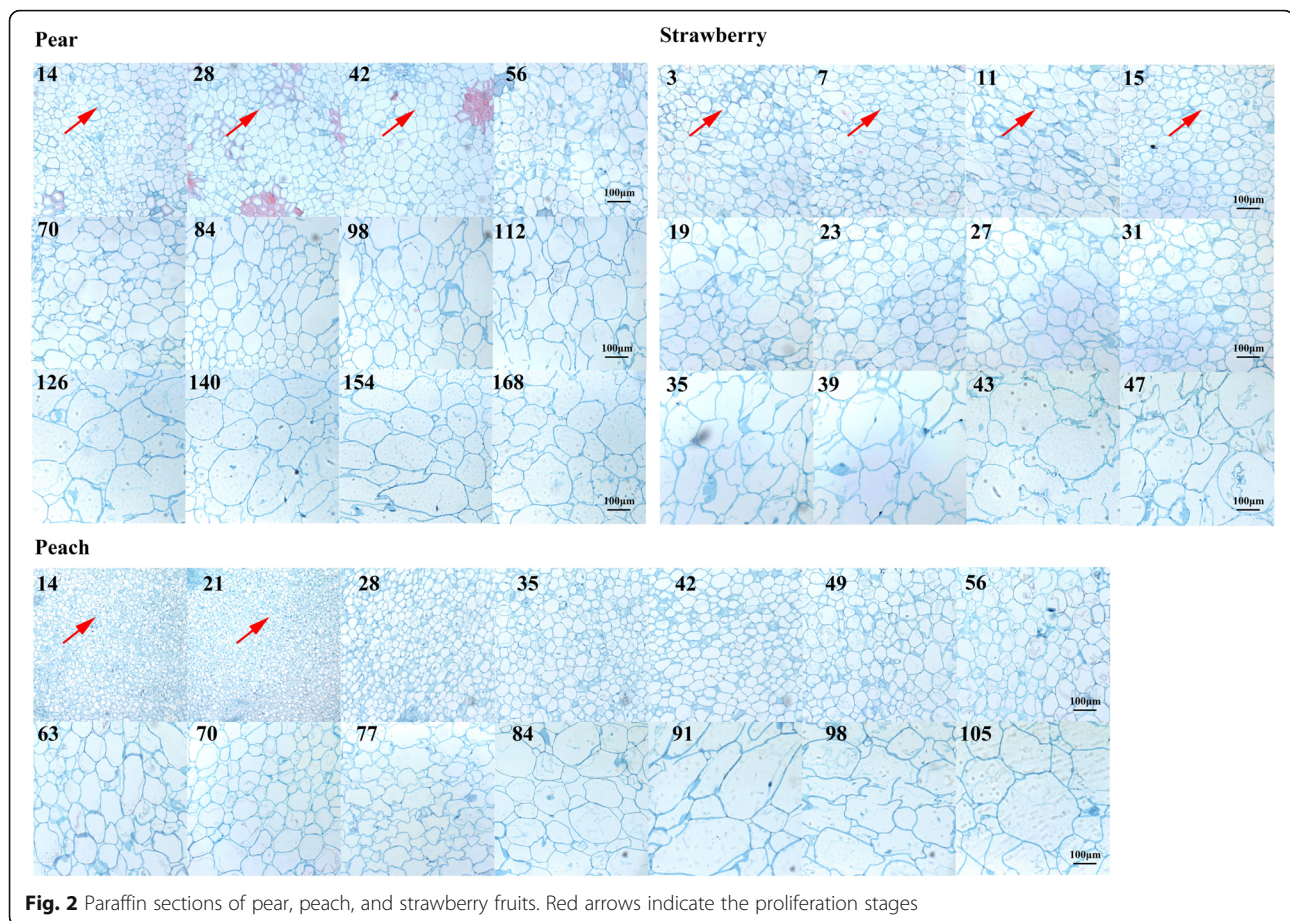 Pear
14 28 42 56
100µm
70 84 98 112
100µm
126 140 154 168
100µm
Strawberry
3 7 11 15
100µm
19 23 27 31
100µm
35 39 43 47
100µm
Peach
14 21 28 35 42 49 56
100µm
63 70 77 84 91 98 105
100µm
Fig. 2 Paraffin sections of pear, peach, and strawberry fruits. Red arrows indicate the proliferation stages